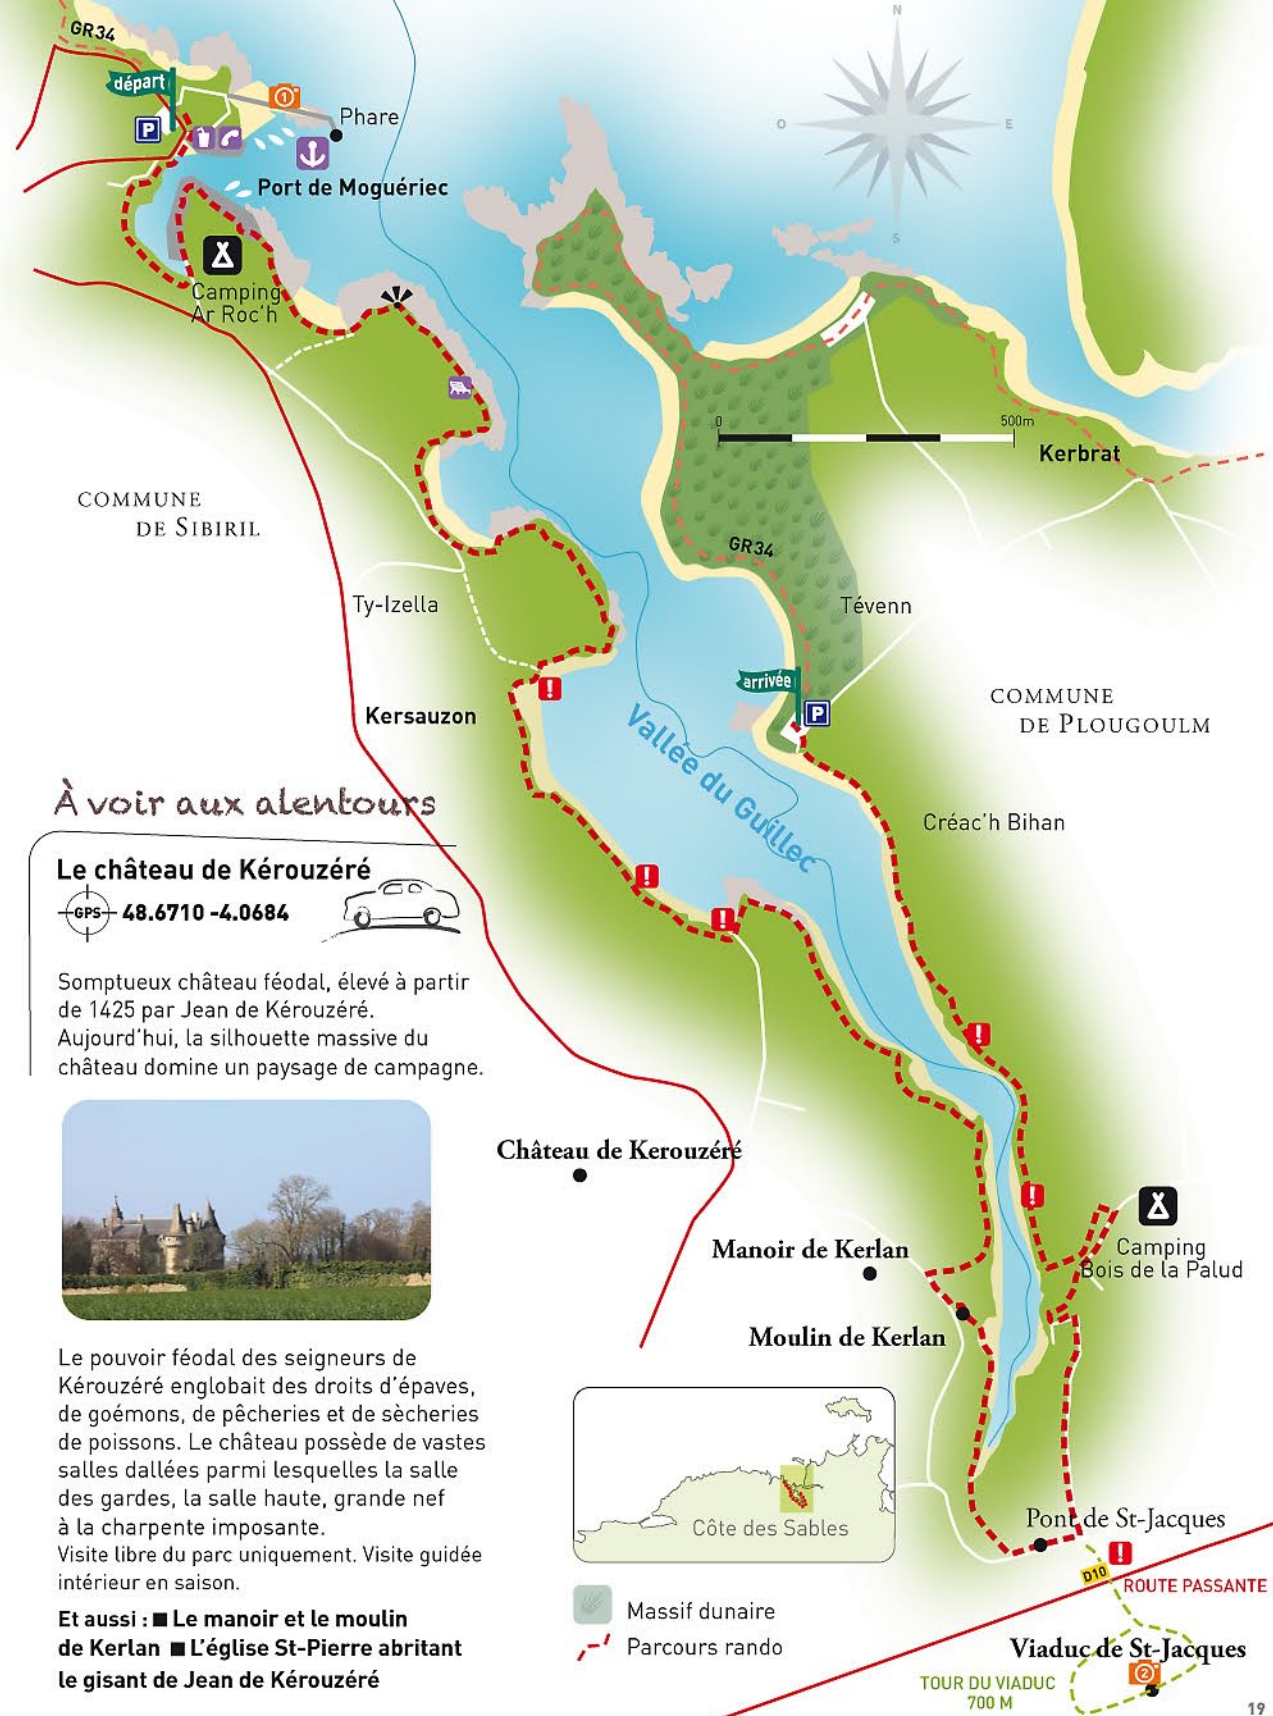 GR34
départ
P
1
Phare
Port de Moguériec
N
O
E
S
Camping
Ar Roc'h
0
500m
Kerbrat
COMMUNE
DE SIBIRIL
GR34
Ty-Izella
Tévenn
arrivée
P
COMMUNE
DE PLOUGOULM
Kersauzon
!
Vallée du Guillec
Créac'h Bihan
À voir aux alentours
Le château de Kérouzéré
GPS 48.6710 -4.0684
!
!
Somptueux château féodal, élevé à partir
de 1425 par Jean de Kérouzéré.
Aujourd'hui, la silhouette massive du
château domine un paysage de campagne.
!
Château de Kerouzéré
!
Manoir de Kerlan
Camping
Bois de la Palud
Moulin de Kerlan
Le pouvoir féodal des seigneurs de
Kérouzéré englobait des droits d'épaves,
de goémons, de pêcheries et de sècheries
de poissons. Le château possède de vastes
salles dallées parmi lesquelles la salle
des gardes, la salle haute, grande nef
à la charpente imposante.
Visite libre du parc uniquement. Visite guidée
intérieur en saison.
Et aussi : ■ Le manoir et le moulin
de Kerlan ■ L'église St-Pierre abritant
le gisant de Jean de Kérouzéré
Côte des Sables
Massif dunaire
Parcours rando
Pont de St-Jacques
!
D10
ROUTE PASSANTE
Viaduc de St-Jacques
2
TOUR DU VIADUC
700 M
19